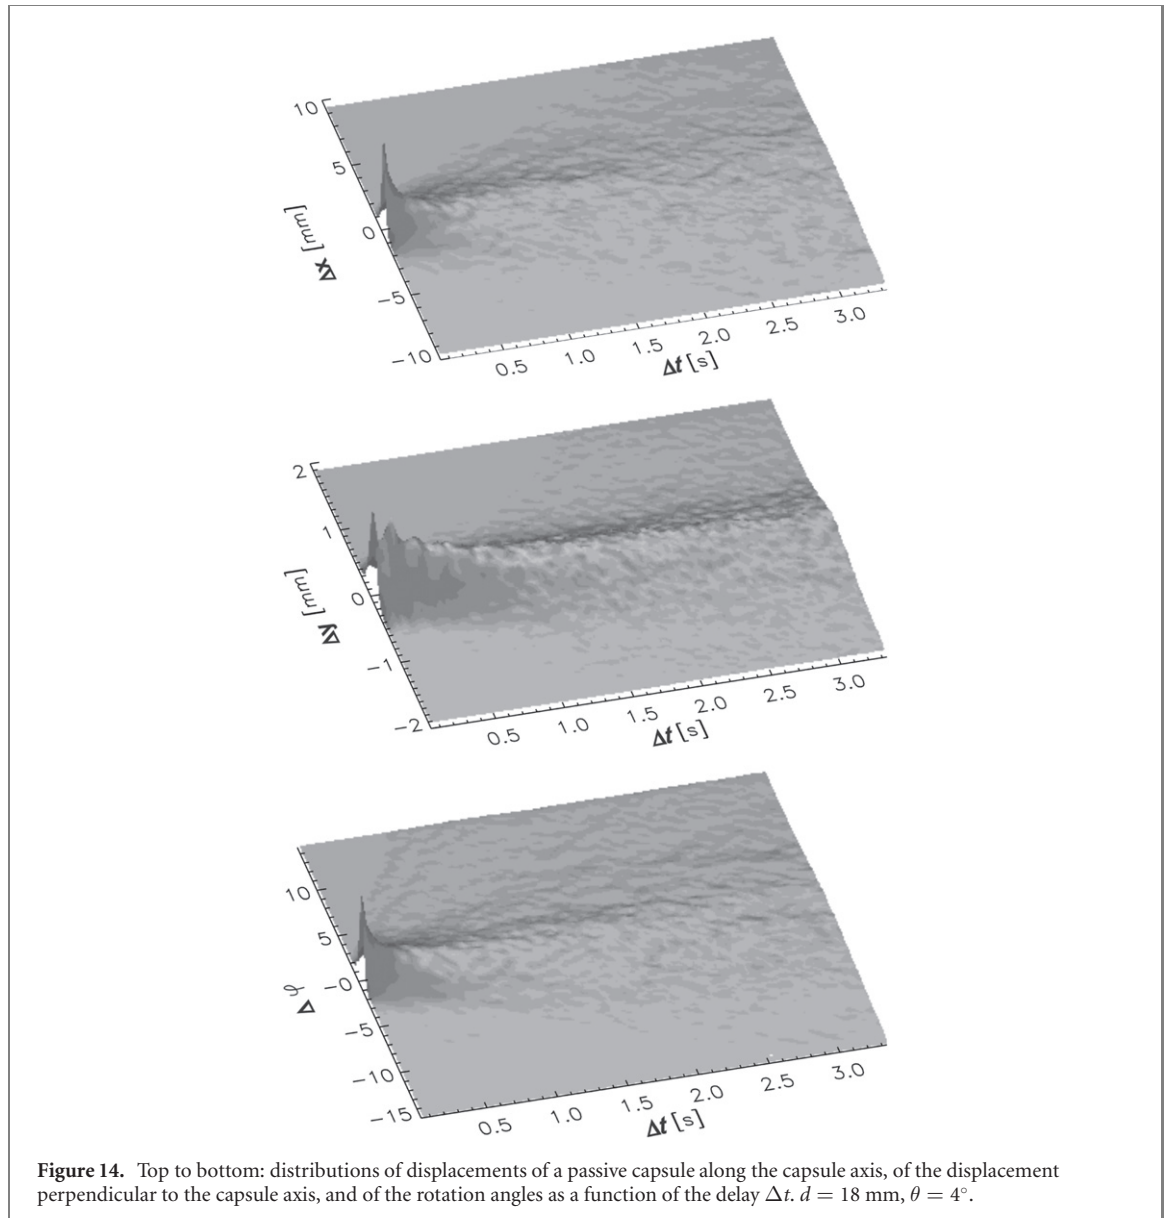 10
5
0
−5
−10
Δx [mm]
0.5 1.0 1.5 2.0 2.5 3.0
Δt [s]
2
1
0
−1
−2
Δy [mm]
0.5 1.0 1.5 2.0 2.5 3.0
Δt [s]
10
5
−0
−5
−10
−15
Δφ
0.5 1.0 1.5 2.0 2.5 3.0
Δt [s]
Figure 14. Top to bottom: distributions of displacements of a passive capsule along the capsule axis, of the displacement
perpendicular to the capsule axis, and of the rotation angles as a function of the delay Δt. d = 18 mm, θ = 4°.